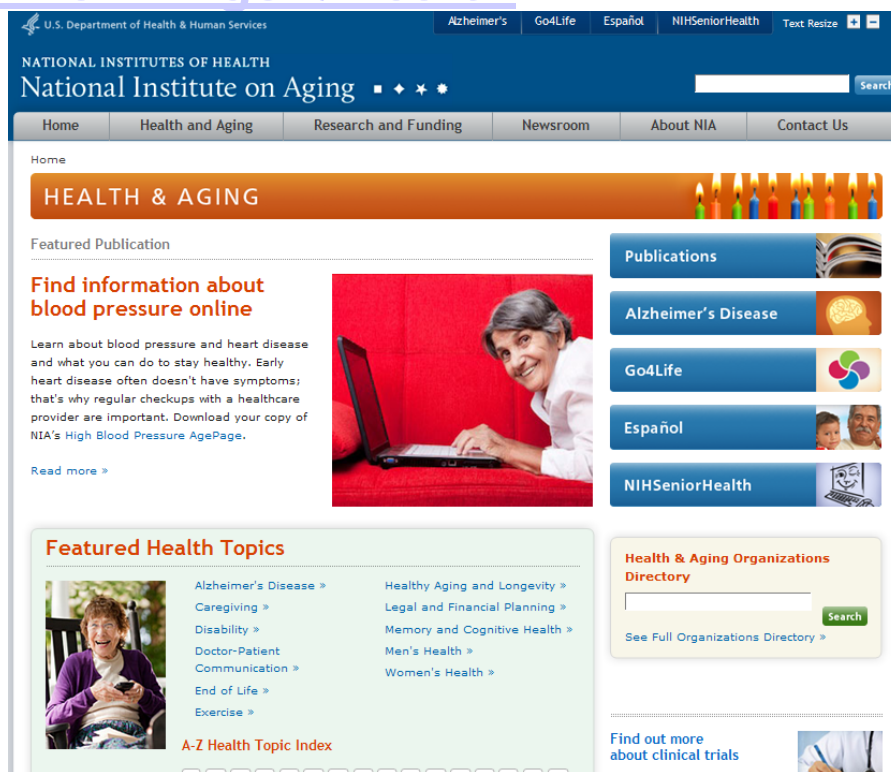 U.S. Department of Health & Human Services
Alzheimer's Go4Life Español NIHSeniorHealth Text Resize + −
NATIONAL INSTITUTES OF HEALTH
National Institute on Aging
Search
Home Health and Aging Research and Funding Newsroom About NIA Contact Us
Home
HEALTH & AGING
Featured Publication
Find information about
blood pressure online
Learn about blood pressure and heart disease
and what you can do to stay healthy. Early
heart disease often doesn't have symptoms;
that's why regular checkups with a healthcare
provider are important. Download your copy of
NIA's High Blood Pressure AgePage.
Read more »
Publications
Alzheimer's Disease
Go4Life
Español
NIHSeniorHealth
Featured Health Topics
Alzheimer's Disease »
Caregiving »
Disability »
Doctor-Patient
Communication »
End of Life »
Exercise »
Healthy Aging and Longevity »
Legal and Financial Planning »
Memory and Cognitive Health »
Men's Health »
Women's Health »
A-Z Health Topic Index
Health & Aging Organizations
Directory
Search
See Full Organizations Directory »
Find out more
about clinical trials